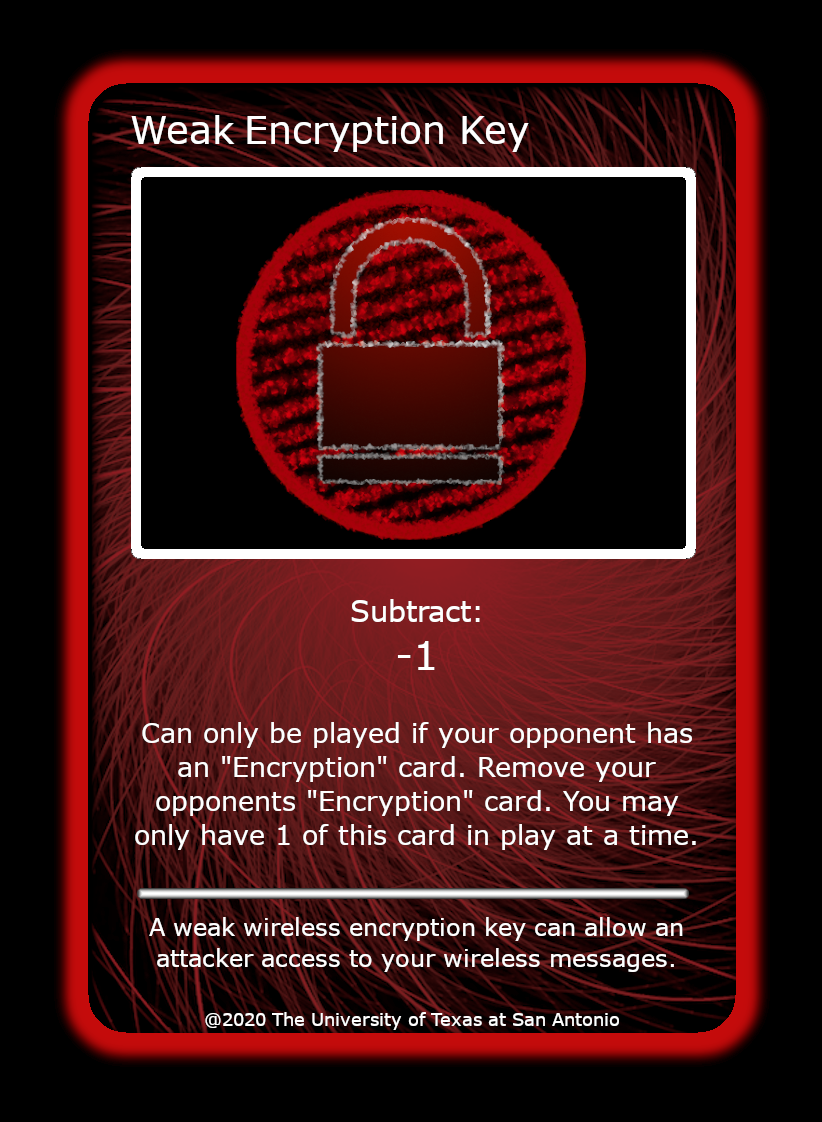 Weak Encryption Key
Subtract:
-1
Can only be played if your opponent has
an "Encryption" card. Remove your
opponents "Encryption" card. You may
only have 1 of this card in play at a time.
A weak wireless encryption key can allow an
attacker access to your wireless messages.
@2020 The University of Texas at San Antonio